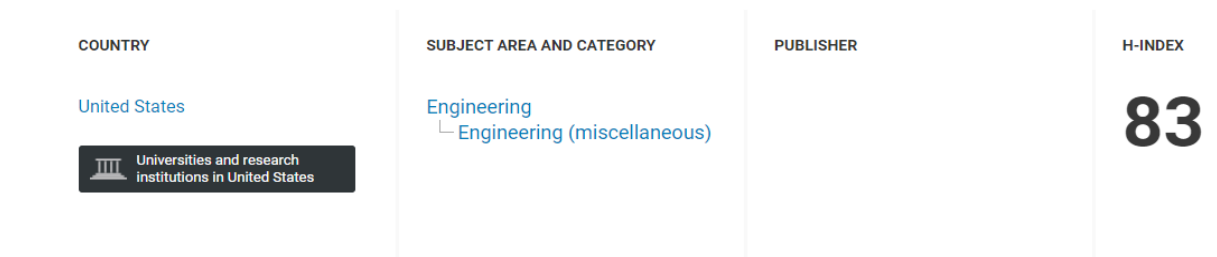 COUNTRY
United States
Universities and research
institutions in United States
SUBJECT AREA AND CATEGORY
Engineering
Engineering (miscellaneous)
PUBLISHER
H-INDEX
83